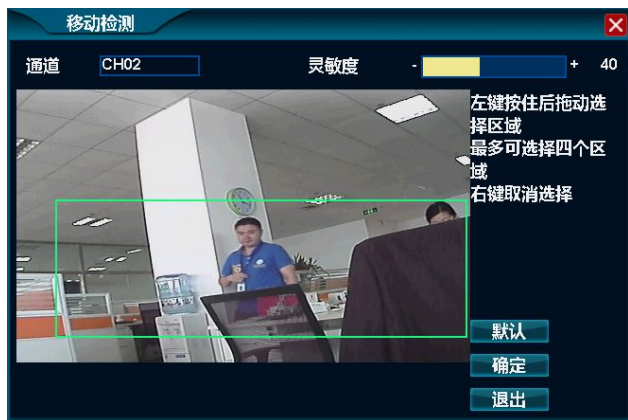 移动检测
通道 CH02 灵敏度 - + 40
左键按住后拖动选
择区域
最多可选择四个区
域
右键取消选择
默认
确定
退出